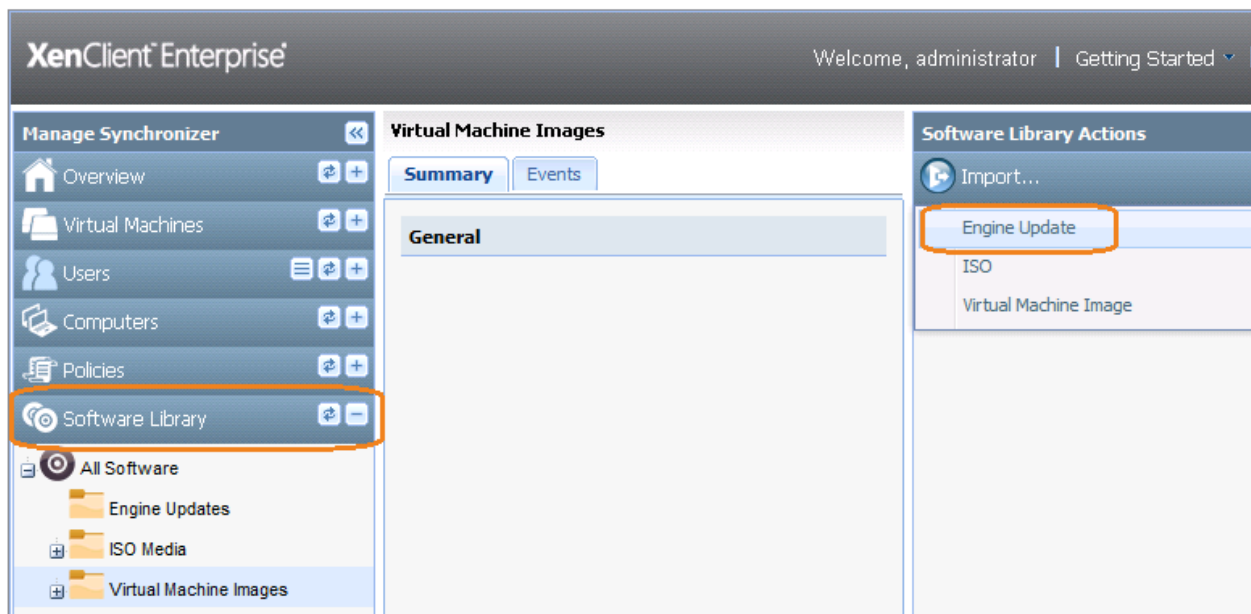 XenClient Enterprise
Welcome, administrator | Getting Started
Manage Synchronizer
Overview
Virtual Machines
Users
Computers
Policies
Software Library
All Software
Engine Updates
ISO Media
Virtual Machine Images
Virtual Machine Images
Summary
Events
General
Software Library Actions
Import...
Engine Update
ISO
Virtual Machine Image